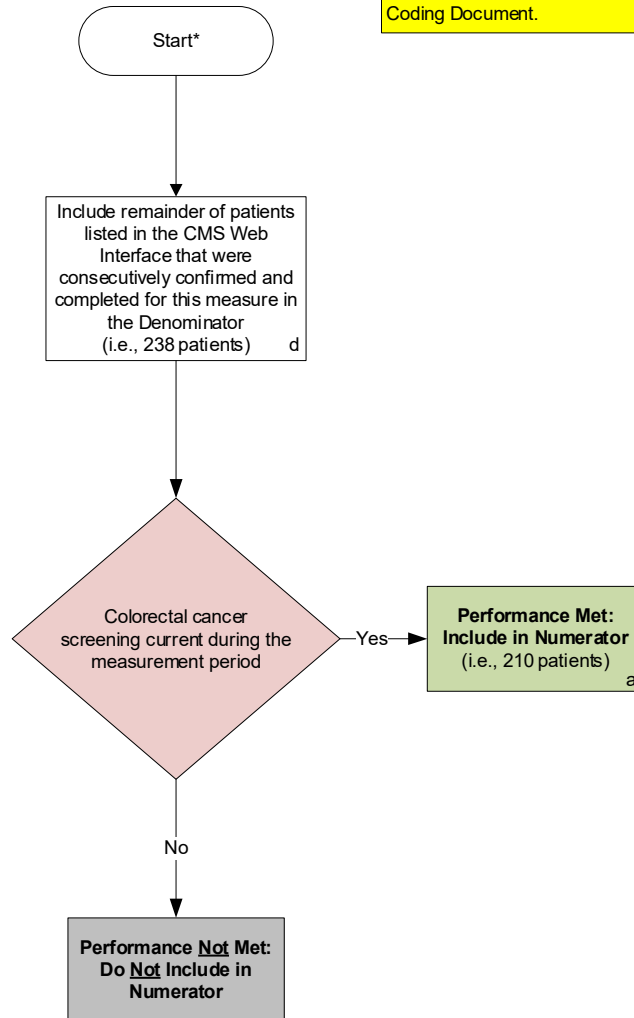 Coding Document.
Start*
Include remainder of patients
listed in the CMS Web
Interface that were
consecutively confirmed and
completed for this measure in
the Denominator
(i.e., 238 patients) d
Colorectal cancer
screening current during the
measurement period
Yes
Performance Met:
Include in Numerator
(i.e., 210 patients)
a
No
Performance Not Met:
Do Not Include in
Numerator